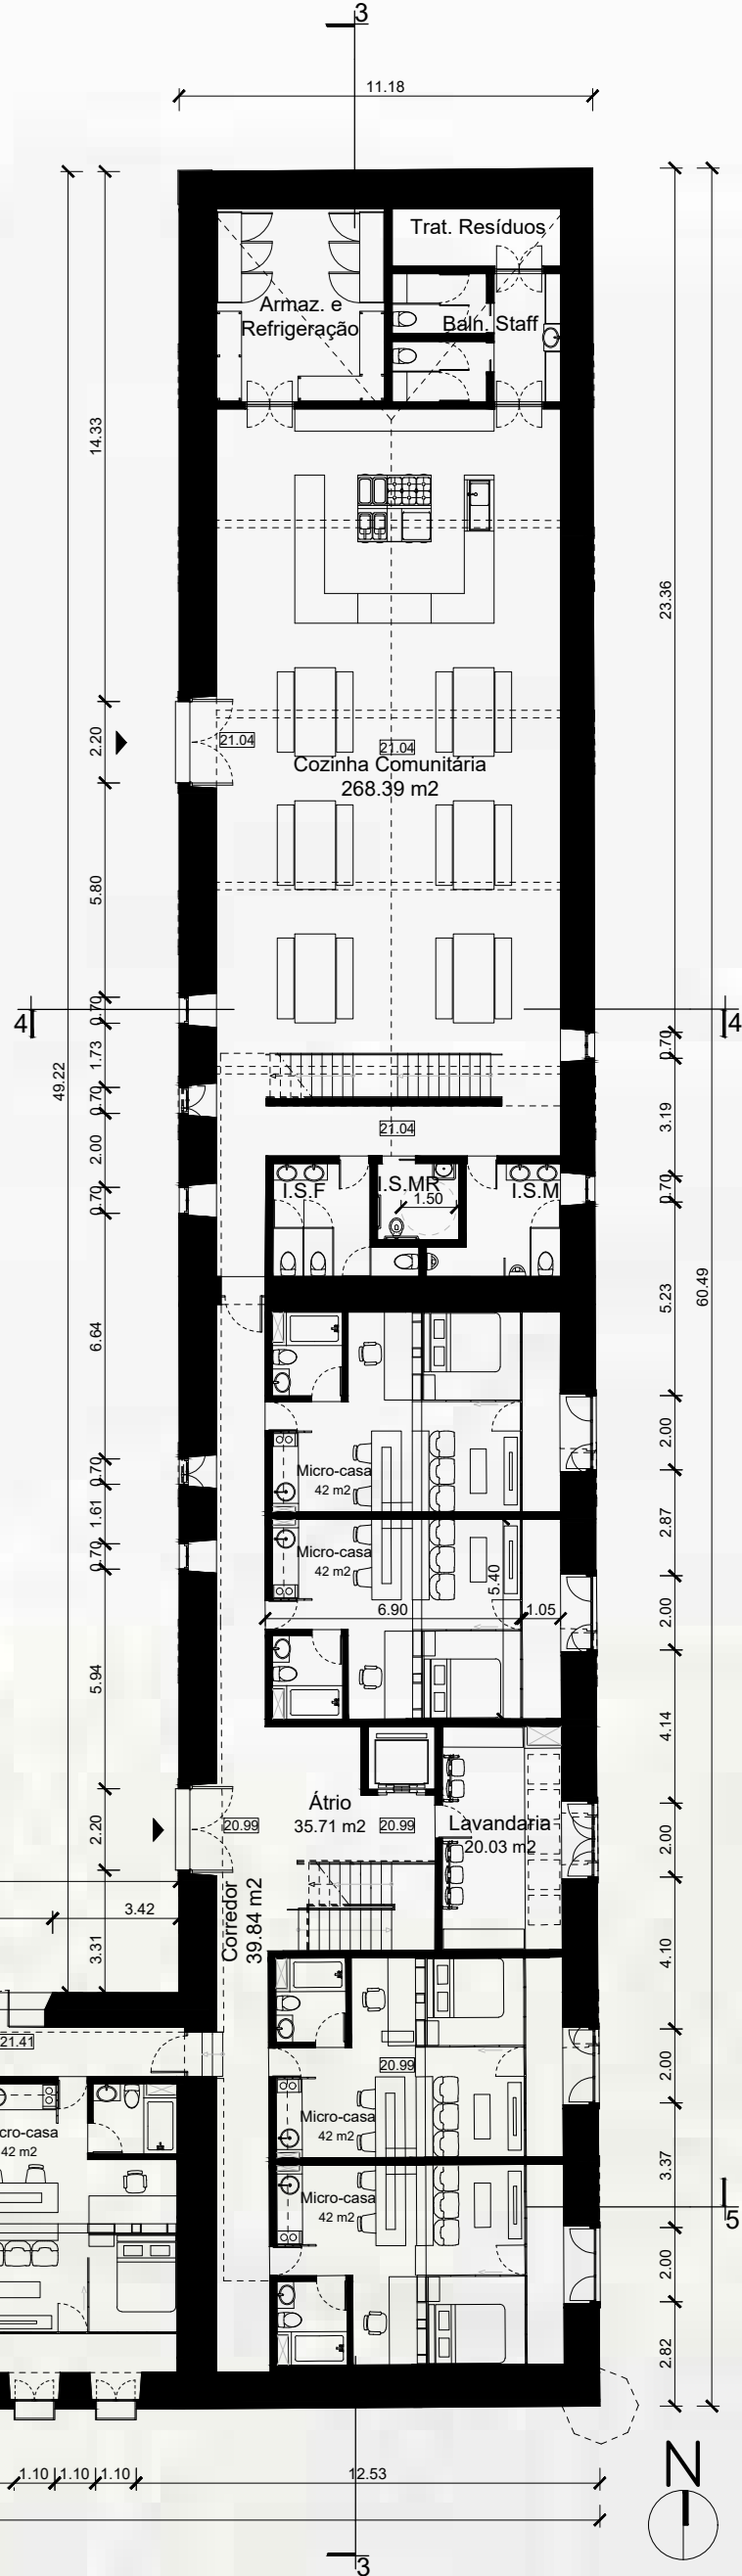 3
11.18
Trat. Resíduos
Armaz. e
Refrigeração
Baln. Staff
14.33
23.36
2.20
21.04
21.04
Cozinha Comunitária
268.39 m2
5.80
4
4
0.70
0.70
1.73
49.22
0.70
3.19
21.04
2.00
0.70
0.70
I.S.F
I.S.MR
I.S.M
1.50
5.23
60.49
6.64
2.00
0.70
Micro-casa
42 m2
1.61
2.87
0.70
Micro-casa
42 m2
5.40
6.90
1.05
2.00
5.94
4.14
Átrio
35.71 m2
20.99
20.99
Lavandaria
20.03 m2
2.20
2.00
Corredor
39.84 m2
3.42
3.31
4.10
21.41
20.99
2.00
Micro-casa
42 m2
cro-casa
42 m2
3.37
Micro-casa
42 m2
5
2.00
2.82
N
1.10
1.10
1.10
12.53
3